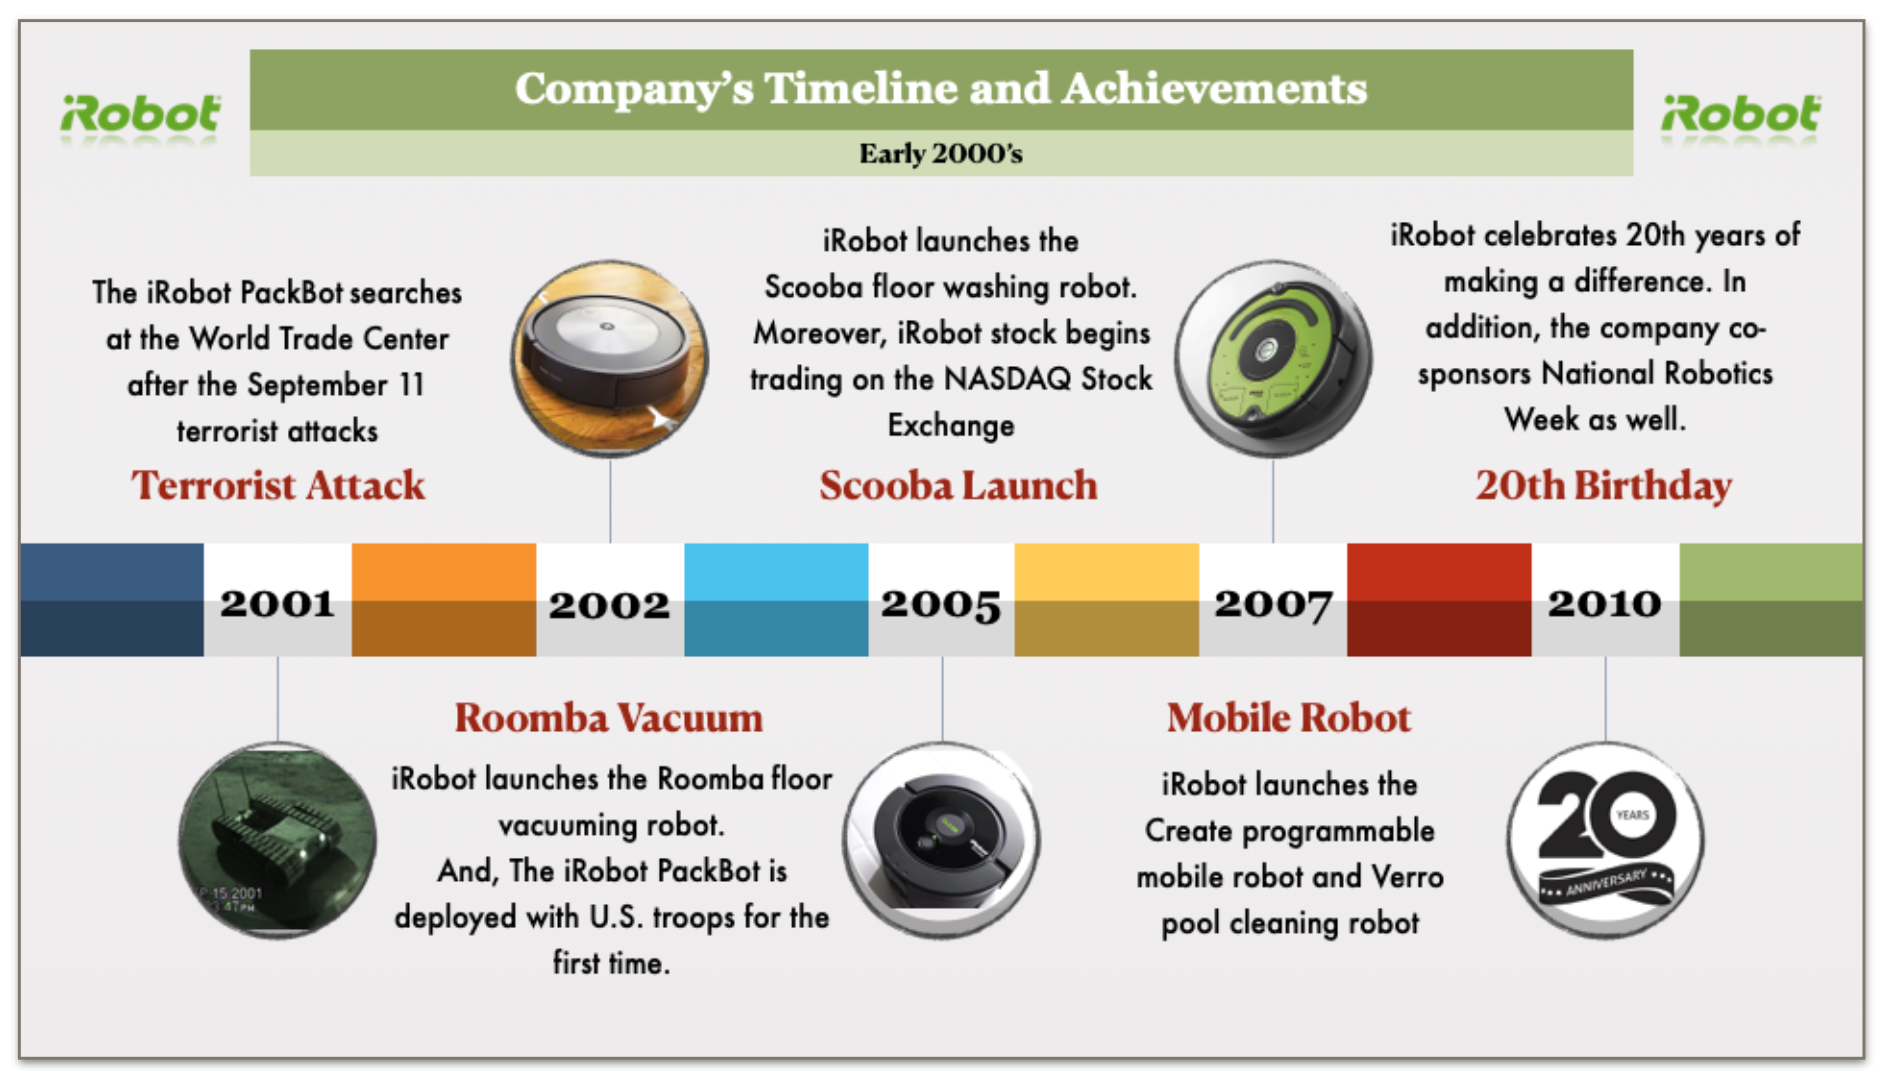 iRobot
Company's Timeline and Achievements
iRobot
Early 2000's
The iRobot PackBot searches
at the World Trade Center
after the September 11
terrorist attacks
Terrorist Attack
iRobot launches the
Scooba floor washing robot.
Moreover, iRobot stock begins
trading on the NASDAQ Stock
Exchange
Scooba Launch
iRobot celebrates 20th years of
making a difference. In
addition, the company co-
sponsors National Robotics
Week as well.
20th Birthday
2001
2002
2005
2007
2010
15 2001
Roomba Vacuum
iRobot launches the Roomba floor
vacuuming robot.
And, The iRobot PackBot is
deployed with U.S. troops for the
first time.
CLEAN
Mobile Robot
iRobot launches the
Create programmable
mobile robot and Verro
pool cleaning robot
20
YEARS
ANNIVERSARY